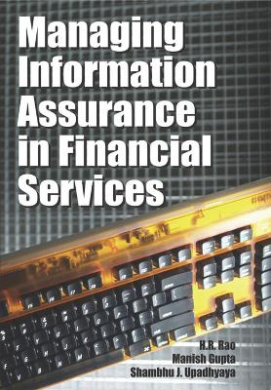 Managing
Information
Assurance
in Financial
Services
H.R. Rao
Manish Gupta
Shambhu J. Upadhyaya